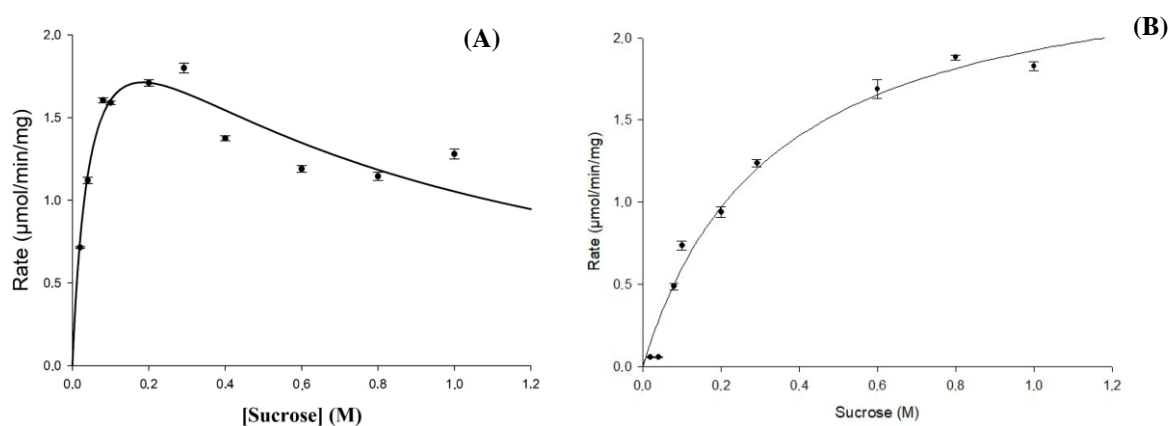 (A)
2.0
1.5
1.0
0.5
0.0
Rate (µmol/min/mg)
0.0 0,2 0,4 0,6 0,8 1,0 1.2
[Sucrose] (M)
(B)
2.0
1.5
1.0
0.5
0.0
Rate (µmol/min/mg)
0.0 0,2 0,4 0,6 0,8 1,0 1,2
Sucrose (M)